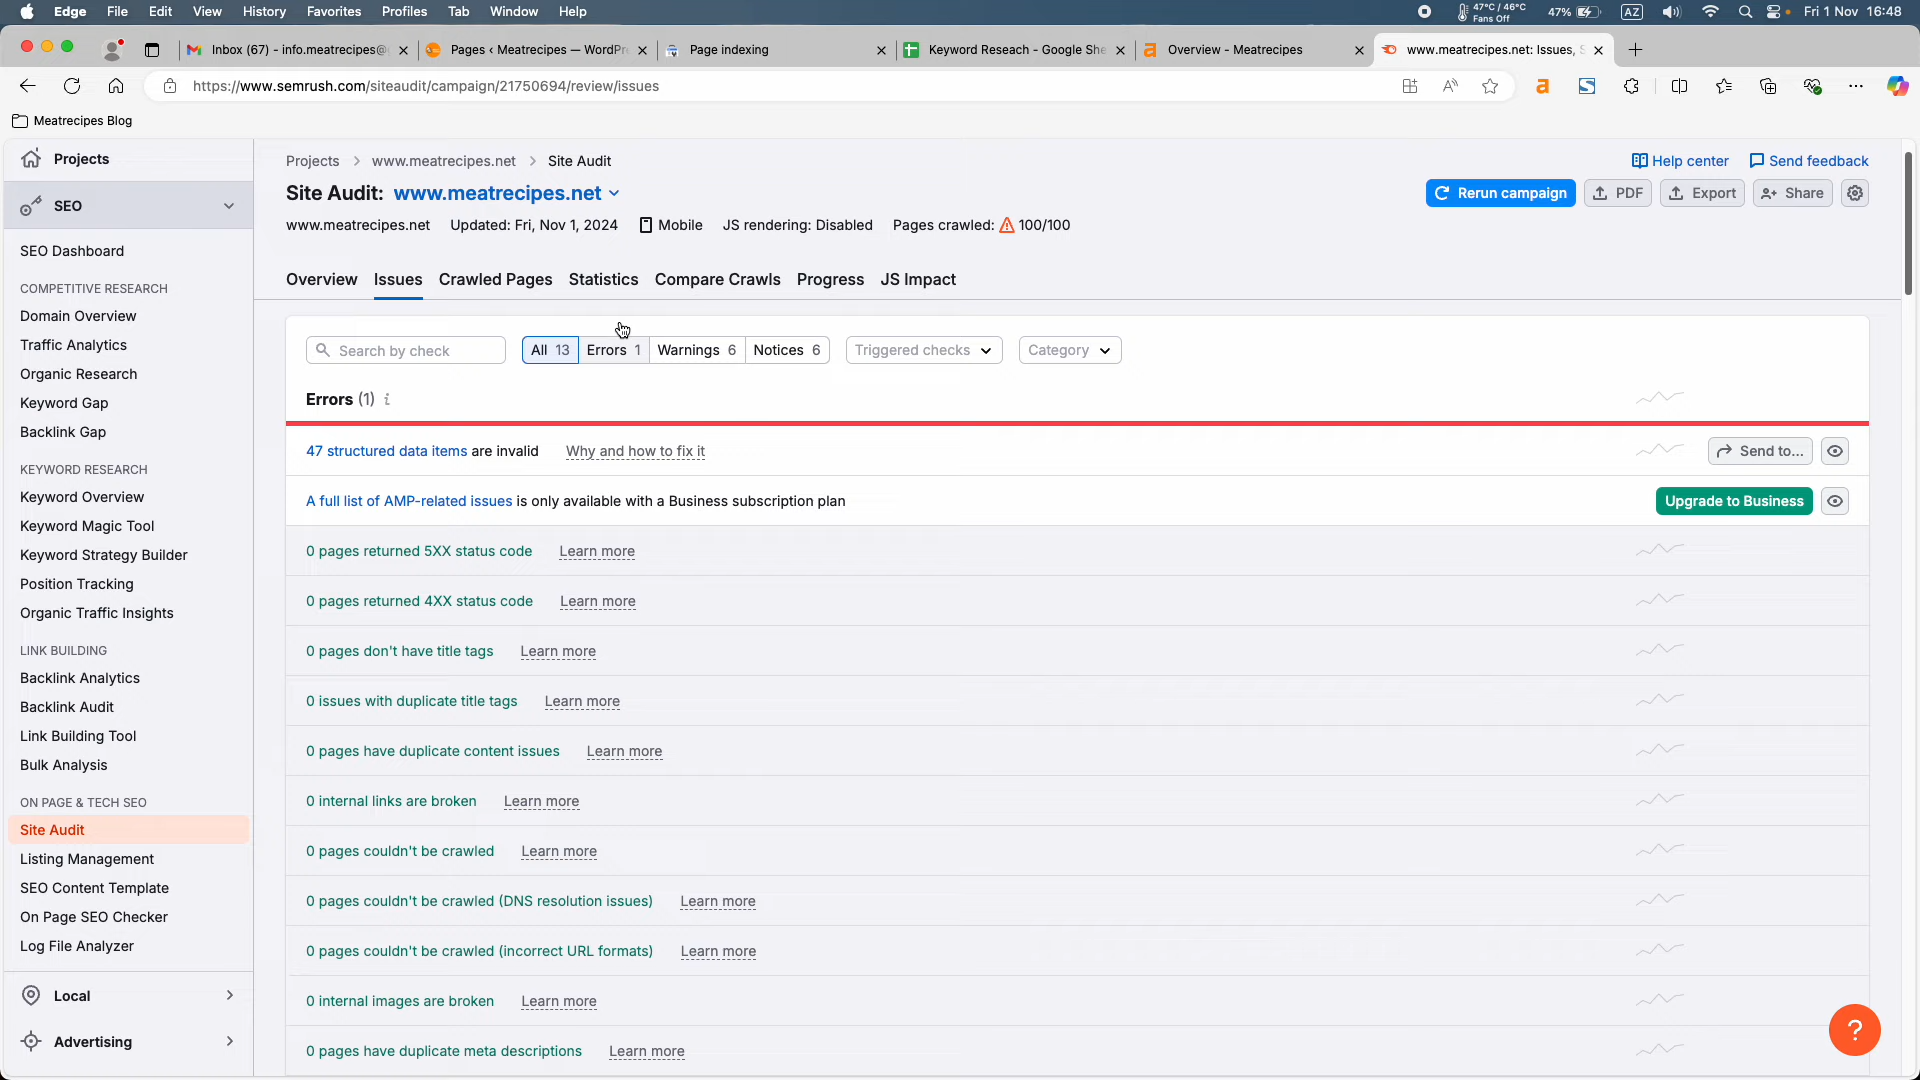 Edge File Edit View History Favorites Profiles Tab Window Help 47°C / 46°C Fans Off 47% AZ Fri 1 Nov 16:48
Inbox (67) - info.meatrecipes@ Pages ‹ Meatrecipes — WordPr Page indexing Keyword Reseach - Google She Overview - Meatrecipes www.meatrecipes.net: Issues, S
https://www.semrush.com/siteaudit/campaign/21750694/review/issues
Meatrecipes Blog
Projects
SEO
SEO Dashboard
COMPETITIVE RESEARCH
Domain Overview
Traffic Analytics
Organic Research
Keyword Gap
Backlink Gap
KEYWORD RESEARCH
Keyword Overview
Keyword Magic Tool
Keyword Strategy Builder
Position Tracking
Organic Traffic Insights
LINK BUILDING
Backlink Analytics
Backlink Audit
Link Building Tool
Bulk Analysis
ON PAGE & TECH SEO
Site Audit
Listing Management
SEO Content Template
On Page SEO Checker
Log File Analyzer
Local
Advertising
Projects > www.meatrecipes.net > Site Audit Help center Send feedback
Site Audit: www.meatrecipes.net Rerun campaign PDF Export Share
www.meatrecipes.net Updated: Fri, Nov 1, 2024 Mobile JS rendering: Disabled Pages crawled: 100/100
Overview Issues Crawled Pages Statistics Compare Crawls Progress JS Impact
Search by check All 13 Errors 1 Warnings 6 Notices 6 Triggered checks Category
Errors (1) i
47 structured data items are invalid Why and how to fix it Send to...
A full list of AMP-related issues is only available with a Business subscription plan Upgrade to Business
0 pages returned 5XX status code Learn more
0 pages returned 4XX status code Learn more
0 pages don't have title tags Learn more
0 issues with duplicate title tags Learn more
0 pages have duplicate content issues Learn more
0 internal links are broken Learn more
0 pages couldn't be crawled Learn more
0 pages couldn't be crawled (DNS resolution issues) Learn more
0 pages couldn't be crawled (incorrect URL formats) Learn more
0 internal images are broken Learn more
0 pages have duplicate meta descriptions Learn more
?